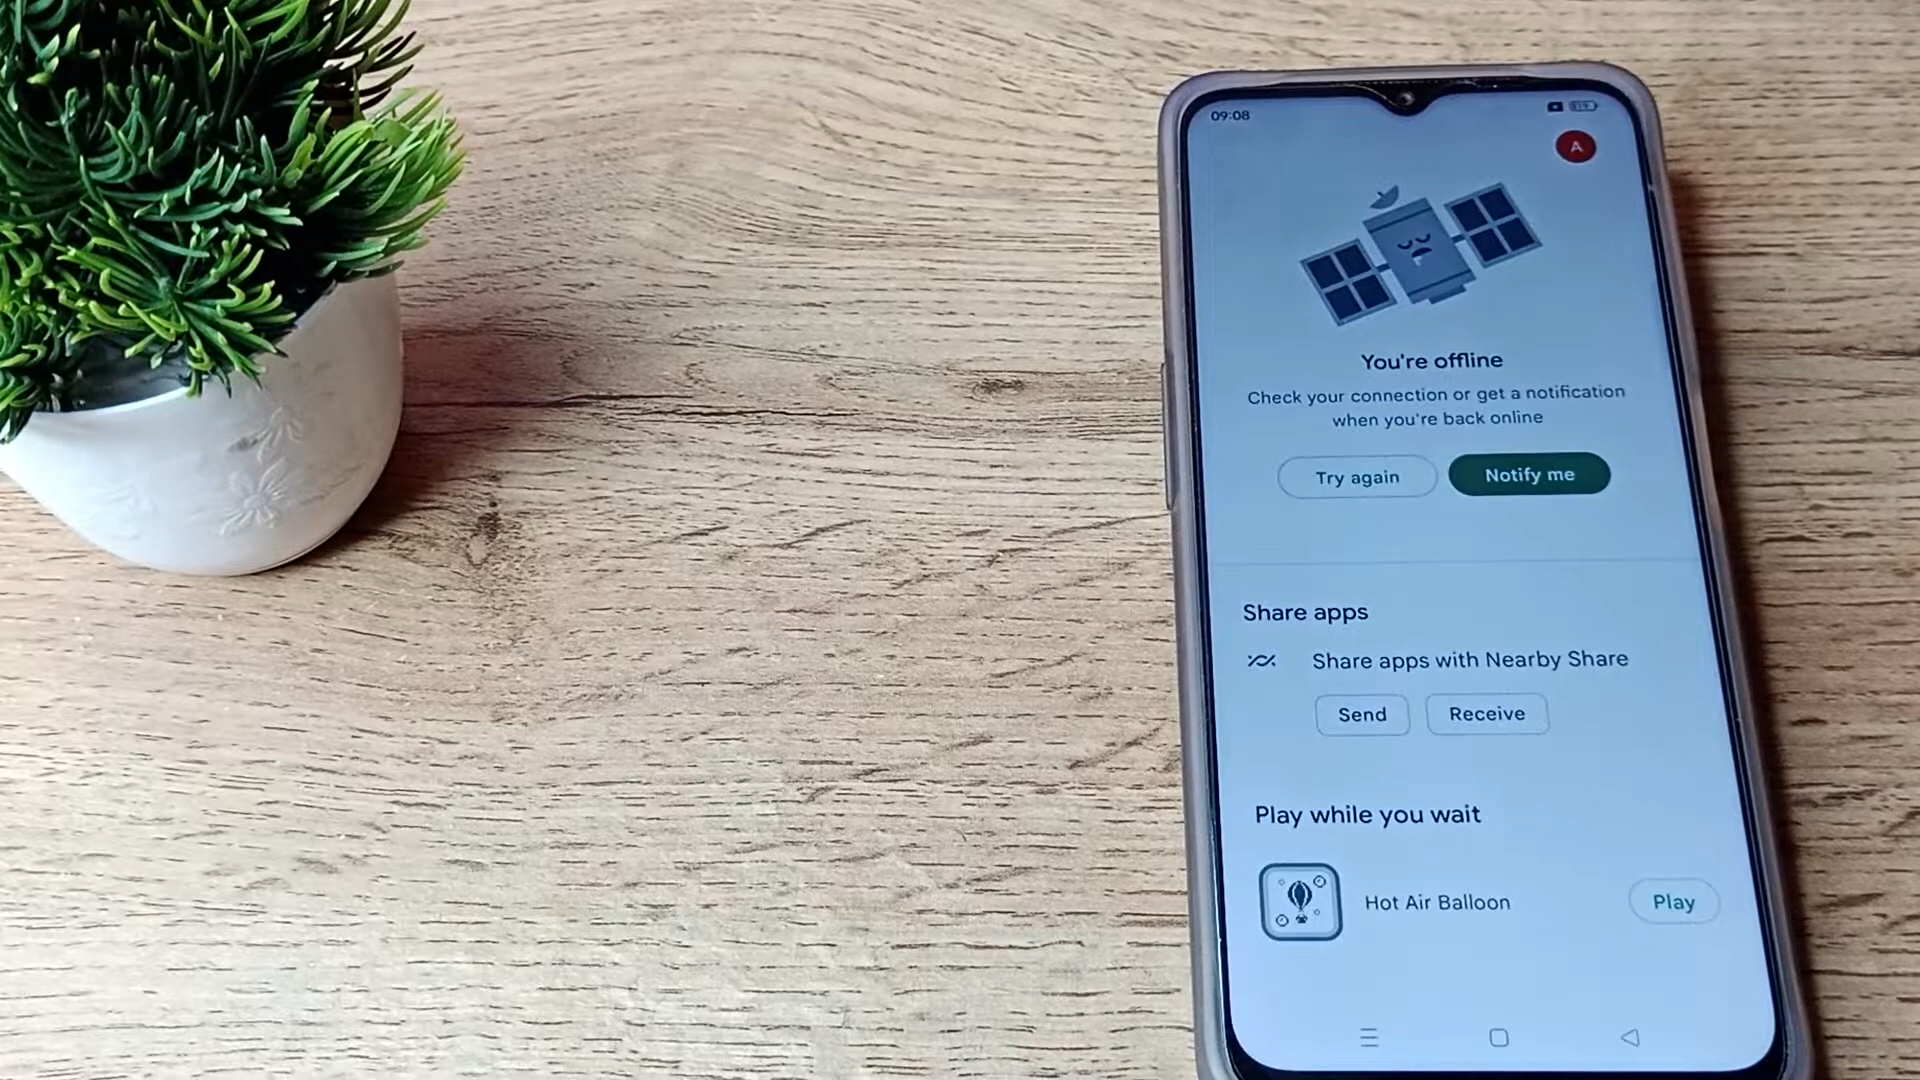 09:08
A
You're offline
Check your connection or get a notification
when you're back online
Try again
Notify me
Share apps
Share apps with Nearby Share
Send
Receive
Play while you wait
Hot Air Balloon
Play